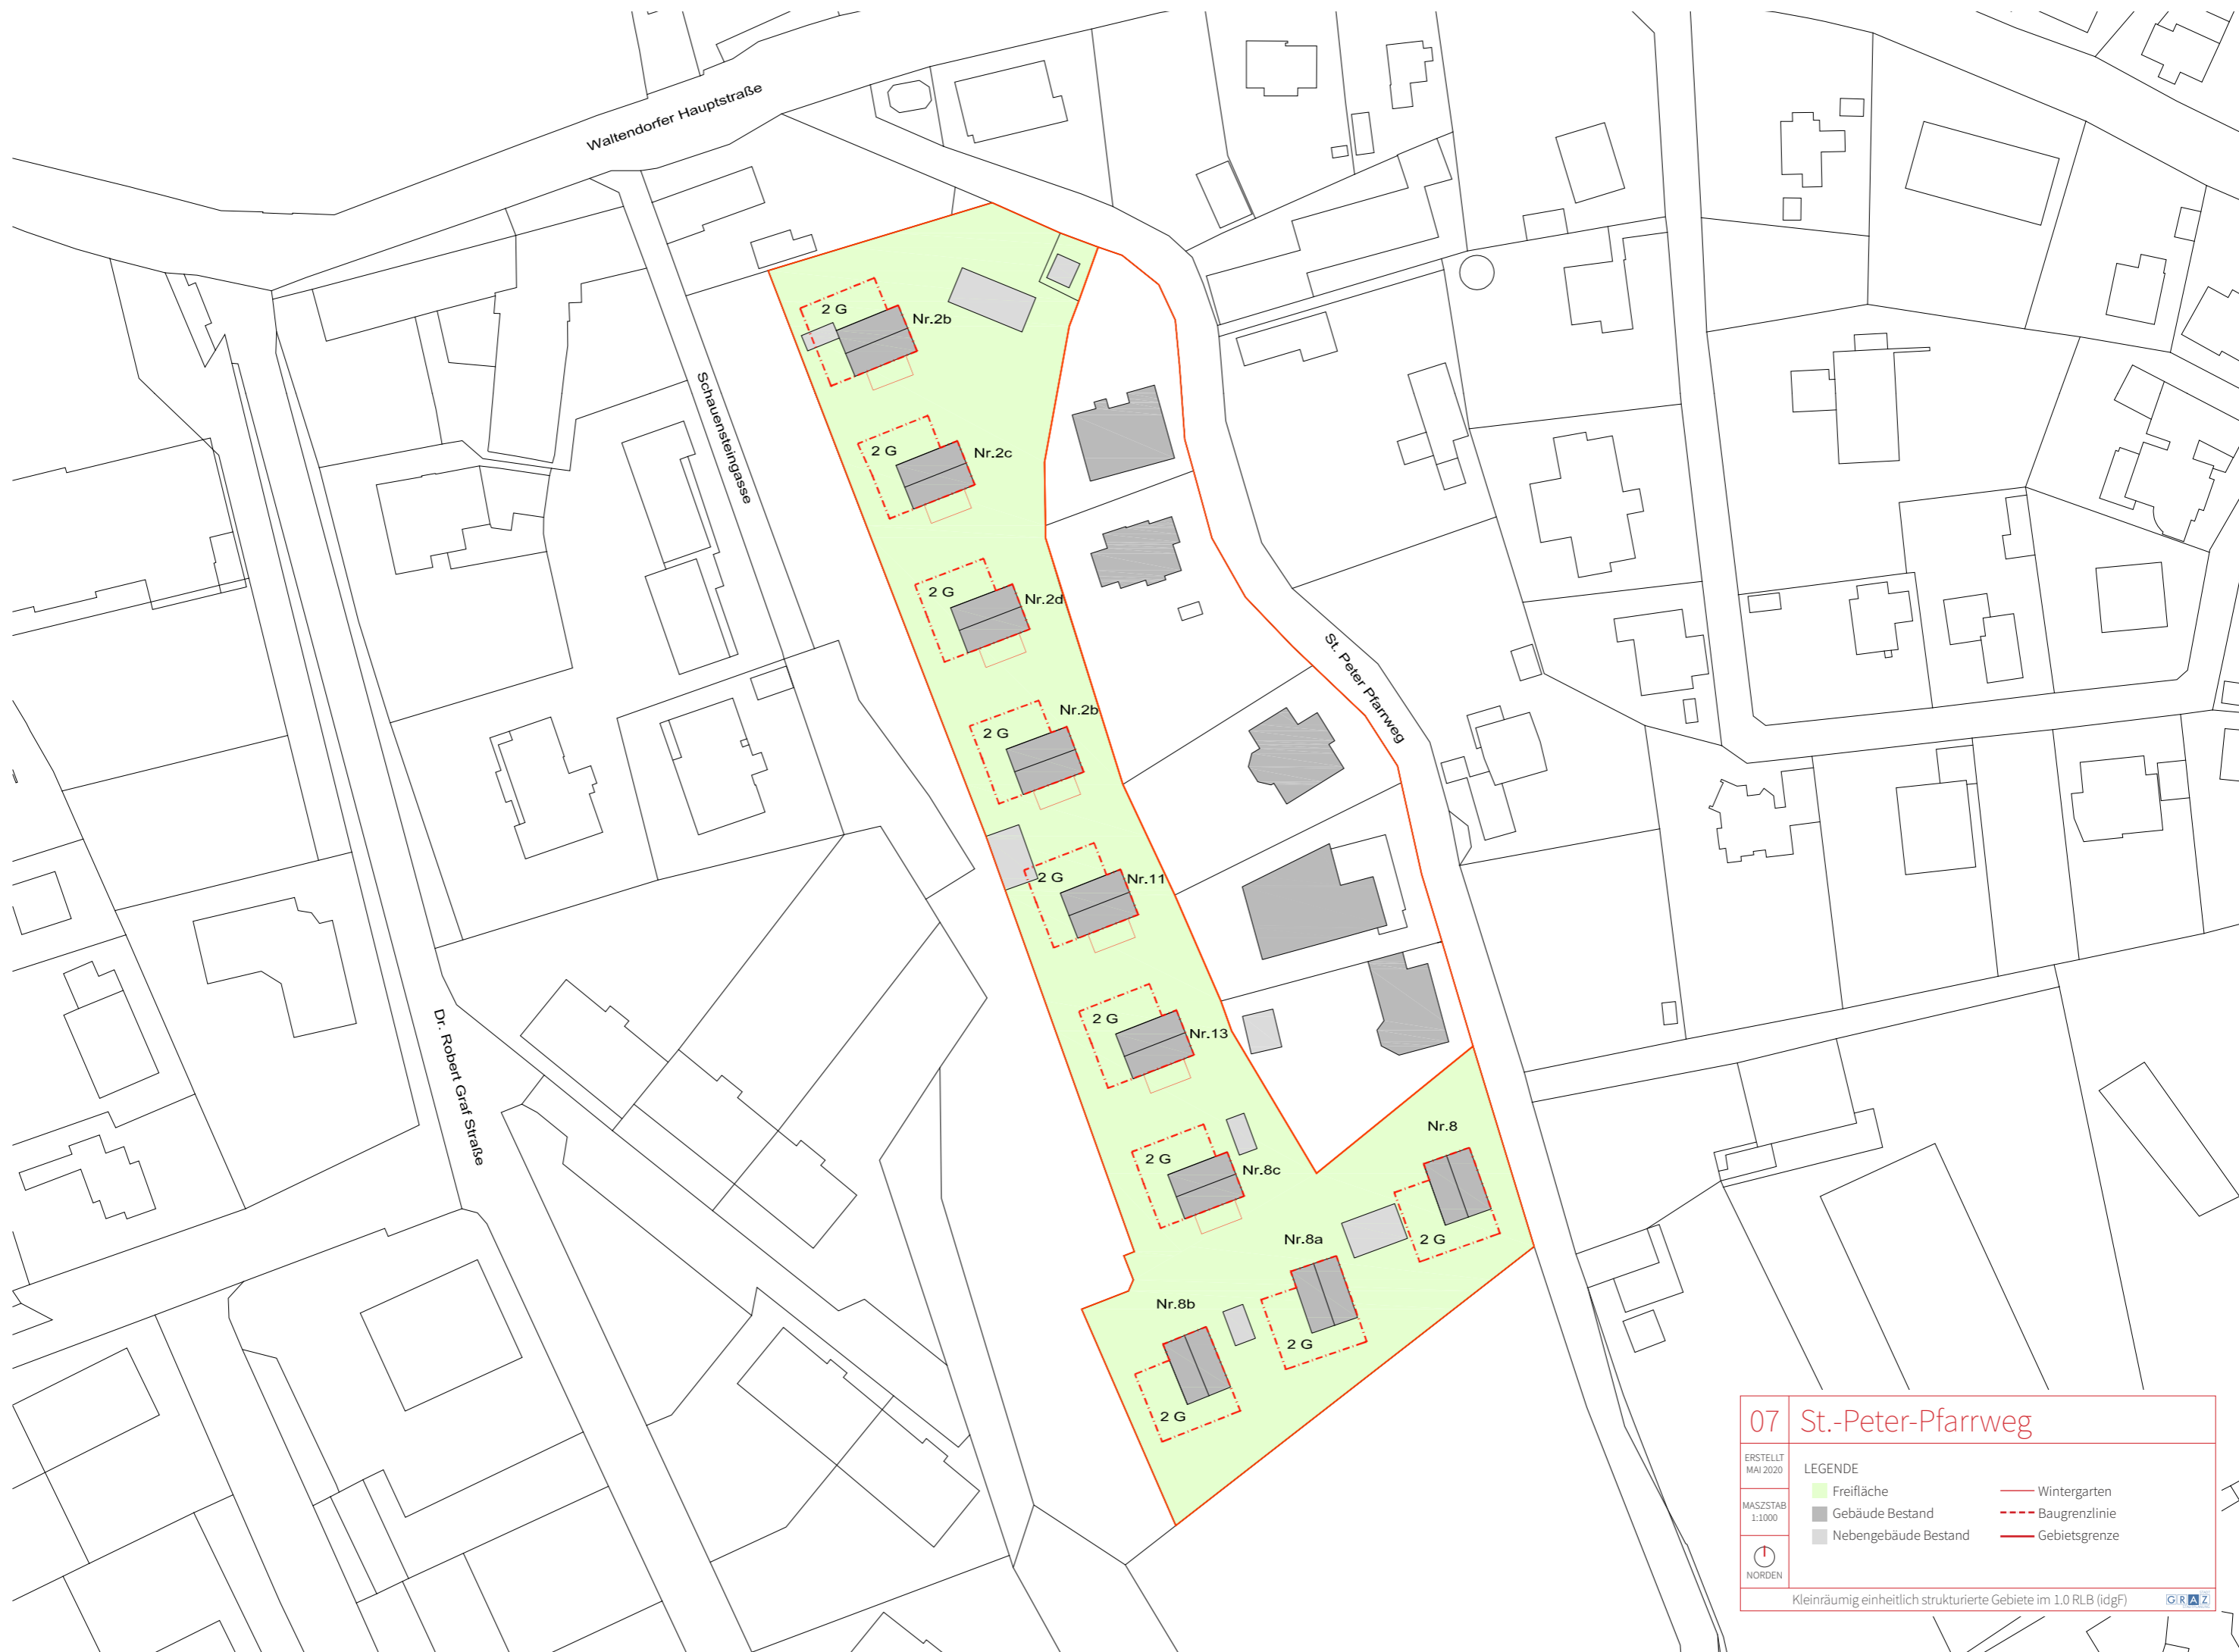 Waltendorfer Hauptstraße
Schauensteingasse
Dr. Robert Graf Straße
St. Peter Pfarrweg
2 G
Nr.2b
2 G
Nr.2c
2 G
Nr.2d
2 G
Nr.2b
2 G
Nr.11
2 G
Nr.13
2 G
Nr.8c
Nr.8
2 G
Nr.8a
2 G
Nr.8b
2 G
07 St.-Peter-Pfarrweg
ERSTELLT
MAI 2020
MASZSTAB
1:1000
NORDEN
LEGENDE
Freifläche
Gebäude Bestand
Nebengebäude Bestand
Wintergarten
Baugrenzlinie
Gebietsgrenze
Kleinräumig einheitlich strukturierte Gebiete im 1.0 RLB (idgF)
GRAZ